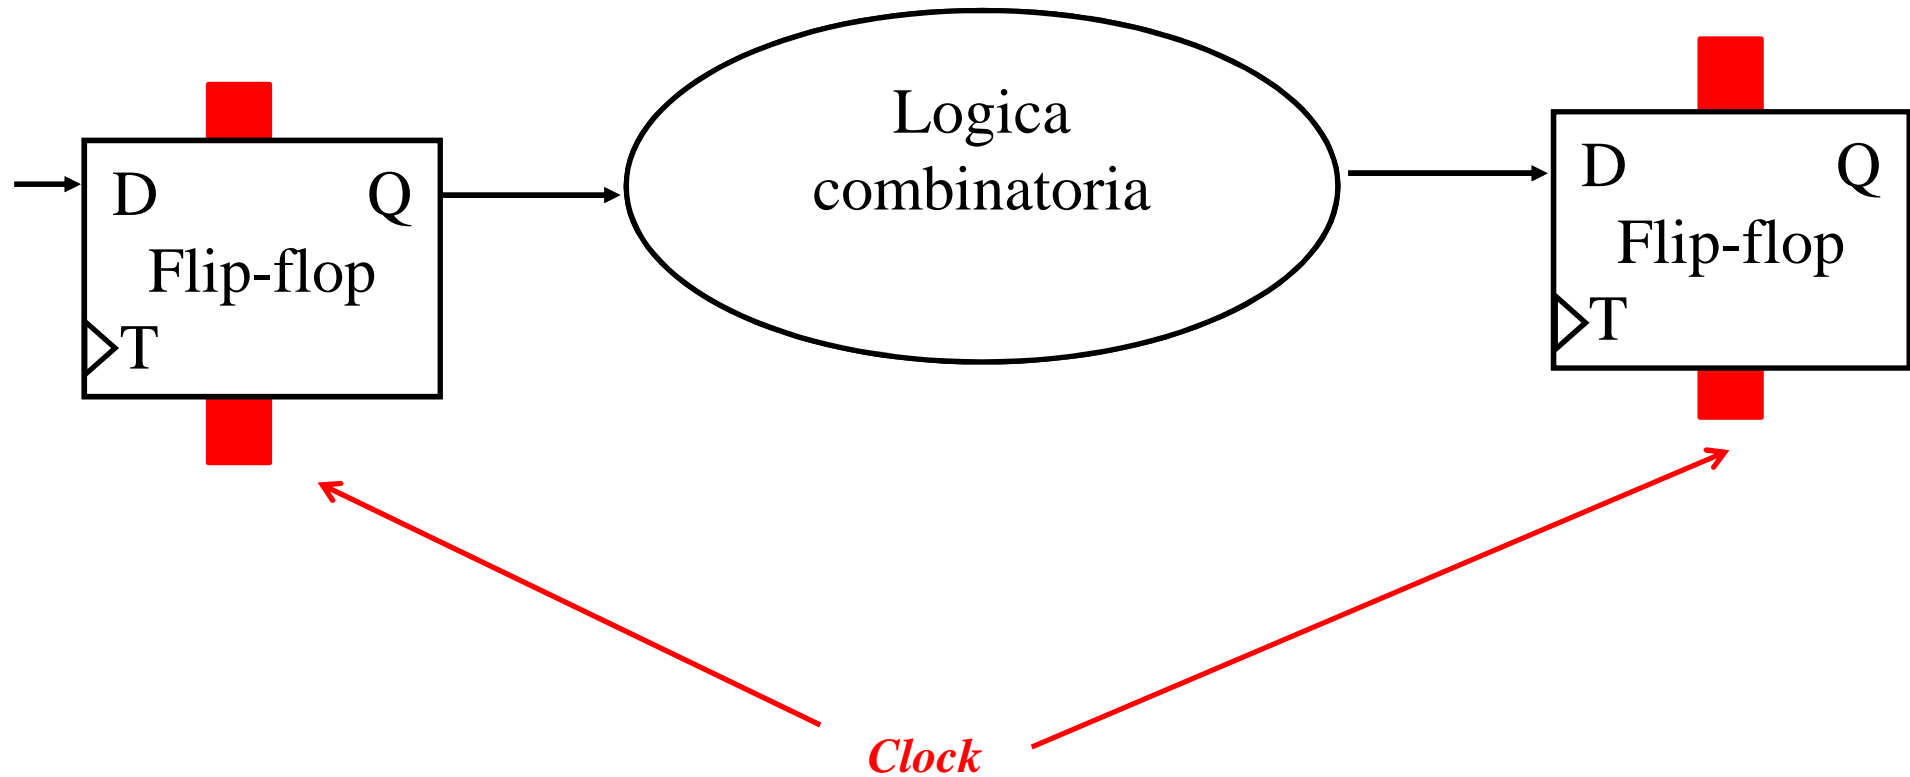 D Q
Flip-flop
T
Logica
combinatoria
D Q
Flip-flop
T
Clock